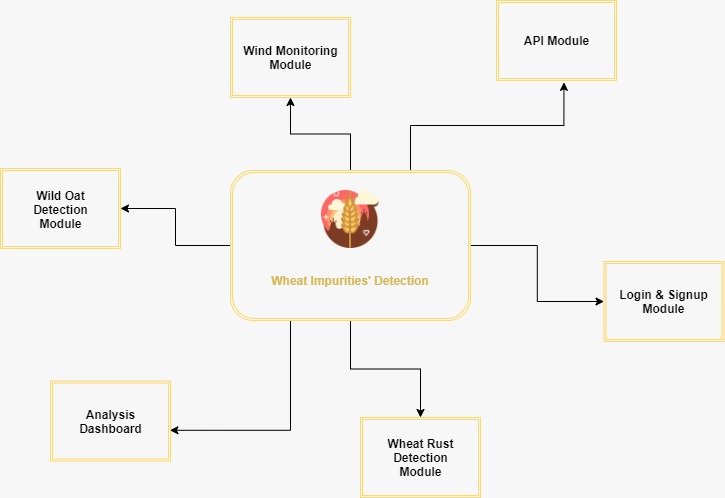 Wind Monitoring
Module
API Module
Wild Oat
Detection
Module
Wheat Impurities' Detection
Login & Signup
Module
Analysis
Dashboard
Wheat Rust
Detection
Module